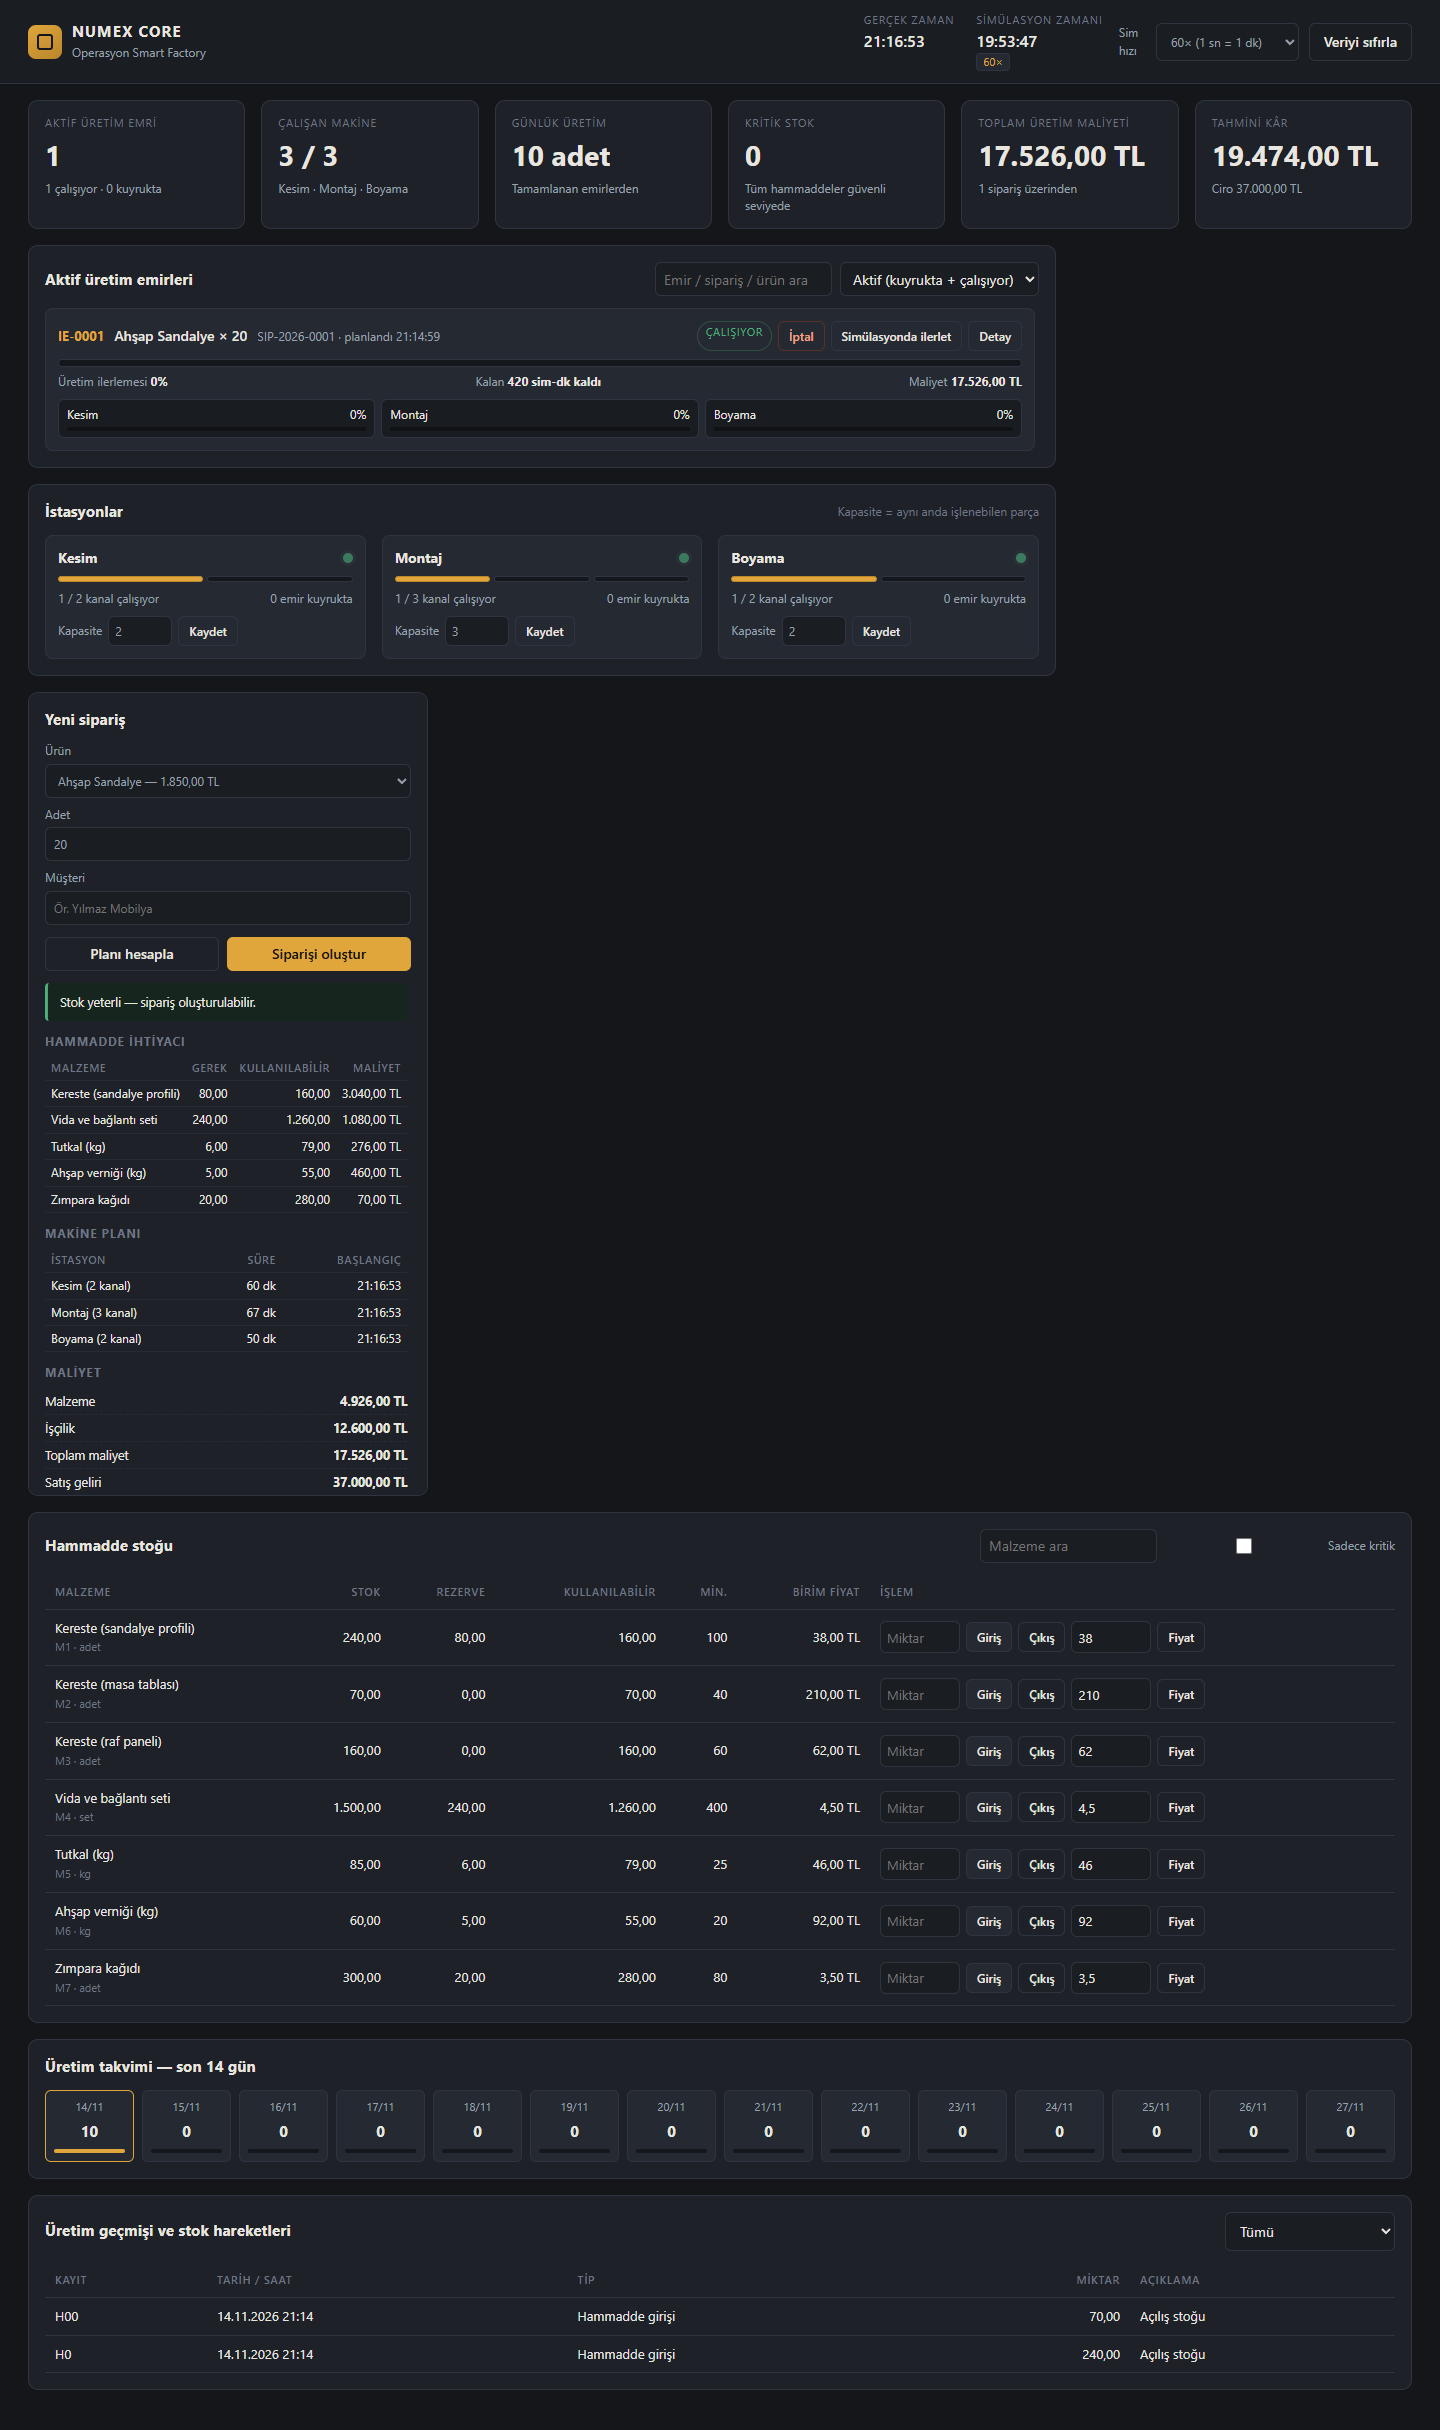 NUMEX CORE
Operasyon Smart Factory
GERÇEK ZAMAN
21:16:53
SİMÜLASYON ZAMANI
19:53:47
60×
Sim hızı
60× (1 sn = 1 dk)
Veriyi sıfırla
AKTİF ÜRETİM EMRİ
1
1 çalışıyor · 0 kuyrukta
ÇALIŞAN MAKİNE
3 / 3
Kesim · Montaj · Boyama
GÜNLÜK ÜRETİM
10 adet
Tamamlanan emirlerden
KRİTİK STOK
0
Tüm hammaddeler güvenli
seviyede
TOPLAM ÜRETİM MALİYETİ
17.526,00 TL
1 sipariş üzerinden
TAHMİNİ KÂR
19.474,00 TL
Ciro 37.000,00 TL
Aktif üretim emirleri
Emir / sipariş / ürün ara
Aktif (kuyrukta + çalışıyor)
IE-0001 Ahşap Sandalye × 20 SIP-2026-0001 · planlandı 21:14:59
ÇALIŞIYOR İptal Simülasyonda ilerlet Detay
Üretim ilerlemesi 0% Kalan 420 sim-dk kaldı Maliyet 17.526,00 TL
Kesim 0% Montaj 0% Boyama 0%
İstasyonlar
Kapasite = aynı anda işlenebilen parça
Kesim
1 / 2 kanal çalışıyor 0 emir kuyrukta
Kapasite 2 Kaydet
Montaj
1 / 3 kanal çalışıyor 0 emir kuyrukta
Kapasite 3 Kaydet
Boyama
1 / 2 kanal çalışıyor 0 emir kuyrukta
Kapasite 2 Kaydet
Yeni sipariş
Ürün
Ahşap Sandalye — 1.850,00 TL
Adet
20
Müşteri
Ör. Yılmaz Mobilya
Planı hesapla Siparişi oluştur
Stok yeterli — sipariş oluşturulabilir.
HAMMADDE İHTİYACI
MALZEME GEREK KULLANILABİLİR MALİYET
Kereste (sandalye profili) 80,00 160,00 3.040,00 TL
Vida ve bağlantı seti 240,00 1.260,00 1.080,00 TL
Tutkal (kg) 6,00 79,00 276,00 TL
Ahşap verniği (kg) 5,00 55,00 460,00 TL
Zımpara kağıdı 20,00 280,00 70,00 TL
MAKİNE PLANI
İSTASYON SÜRE BAŞLANGIÇ
Kesim (2 kanal) 60 dk 21:16:53
Montaj (3 kanal) 67 dk 21:16:53
Boyama (2 kanal) 50 dk 21:16:53
MALİYET
Malzeme 4.926,00 TL
İşçilik 12.600,00 TL
Toplam maliyet 17.526,00 TL
Satış geliri 37.000,00 TL
Hammadde stoğu
Malzeme ara
Sadece kritik
MALZEME STOK REZERVE KULLANILABİLİR MİN. BİRİM FİYAT İŞLEM
Kereste (sandalye profili) 240,00 80,00 160,00 100 38,00 TL Miktar Giriş Çıkış 38 Fiyat
M1 · adet
Kereste (masa tablası) 70,00 0,00 70,00 40 210,00 TL Miktar Giriş Çıkış 210 Fiyat
M2 · adet
Kereste (raf paneli) 160,00 0,00 160,00 60 62,00 TL Miktar Giriş Çıkış 62 Fiyat
M3 · adet
Vida ve bağlantı seti 1.500,00 240,00 1.260,00 400 4,50 TL Miktar Giriş Çıkış 4,5 Fiyat
M4 · set
Tutkal (kg) 85,00 6,00 79,00 25 46,00 TL Miktar Giriş Çıkış 46 Fiyat
M5 · kg
Ahşap verniği (kg) 60,00 5,00 55,00 20 92,00 TL Miktar Giriş Çıkış 92 Fiyat
M6 · kg
Zımpara kağıdı 300,00 20,00 280,00 80 3,50 TL Miktar Giriş Çıkış 3,5 Fiyat
M7 · adet
Üretim takvimi — son 14 gün
14/11 15/11 16/11 17/11 18/11 19/11 20/11 21/11 22/11 23/11 24/11 25/11 26/11 27/11
10 0 0 0 0 0 0 0 0 0 0 0 0 0
Üretim geçmişi ve stok hareketleri
Tümü
KAYIT TARİH / SAAT TİP MİKTAR AÇIKLAMA
H00 14.11.2026 21:14 Hammadde girişi 70,00 Açılış stoğu
H0 14.11.2026 21:14 Hammadde girişi 240,00 Açılış stoğu